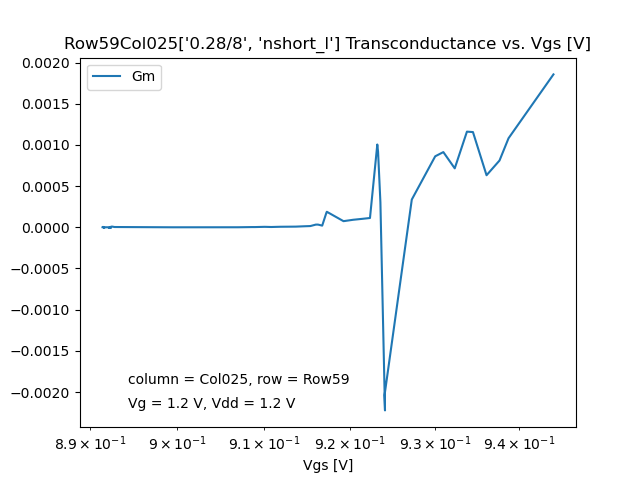 Row59Col025['0.28/8', 'nshort_l'] Transconductance vs. Vgs [V]
Gm
0.0020
0.0015
0.0010
0.0005
0.0000
−0.0005
−0.0010
−0.0015
−0.0020
column = Col025, row = Row59
Vg = 1.2 V, Vdd = 1.2 V
8.9 × 10⁻¹ 9 × 10⁻¹ 9.1 × 10⁻¹ 9.2 × 10⁻¹ 9.3 × 10⁻¹ 9.4 × 10⁻¹
Vgs [V]